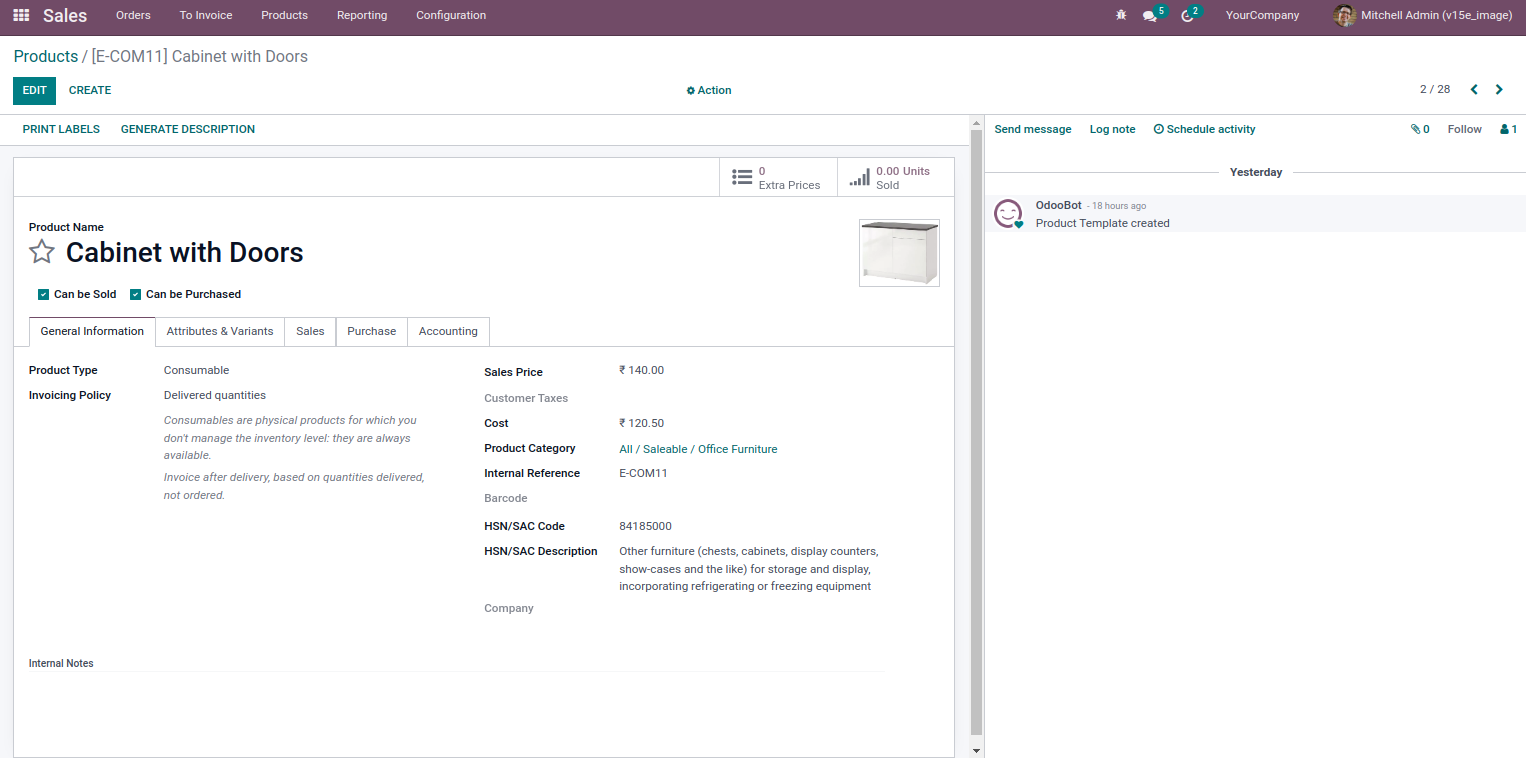 Sales Orders To Invoice Products Reporting Configuration 5 2 YourCompany Mitchell Admin (v15e_image)
Products / [E-COM11] Cabinet with Doors
EDIT CREATE Action 2 / 28
PRINT LABELS GENERATE DESCRIPTION
Send message Log note Schedule activity 0 Follow 1
0
Extra Prices
0.00 Units
Sold
Yesterday
OdooBot - 18 hours ago
Product Template created
Product Name
Cabinet with Doors
Can be Sold Can be Purchased
General Information Attributes & Variants Sales Purchase Accounting
Product Type Consumable
Invoicing Policy Delivered quantities
Consumables are physical products for which you
don't manage the inventory level: they are always
available.
Invoice after delivery, based on quantities delivered,
not ordered.
Sales Price ₹ 140.00
Customer Taxes
Cost ₹ 120.50
Product Category All / Saleable / Office Furniture
Internal Reference E-COM11
Barcode
HSN/SAC Code 84185000
HSN/SAC Description Other furniture (chests, cabinets, display counters,
show-cases and the like) for storage and display,
incorporating refrigerating or freezing equipment
Company
Internal Notes